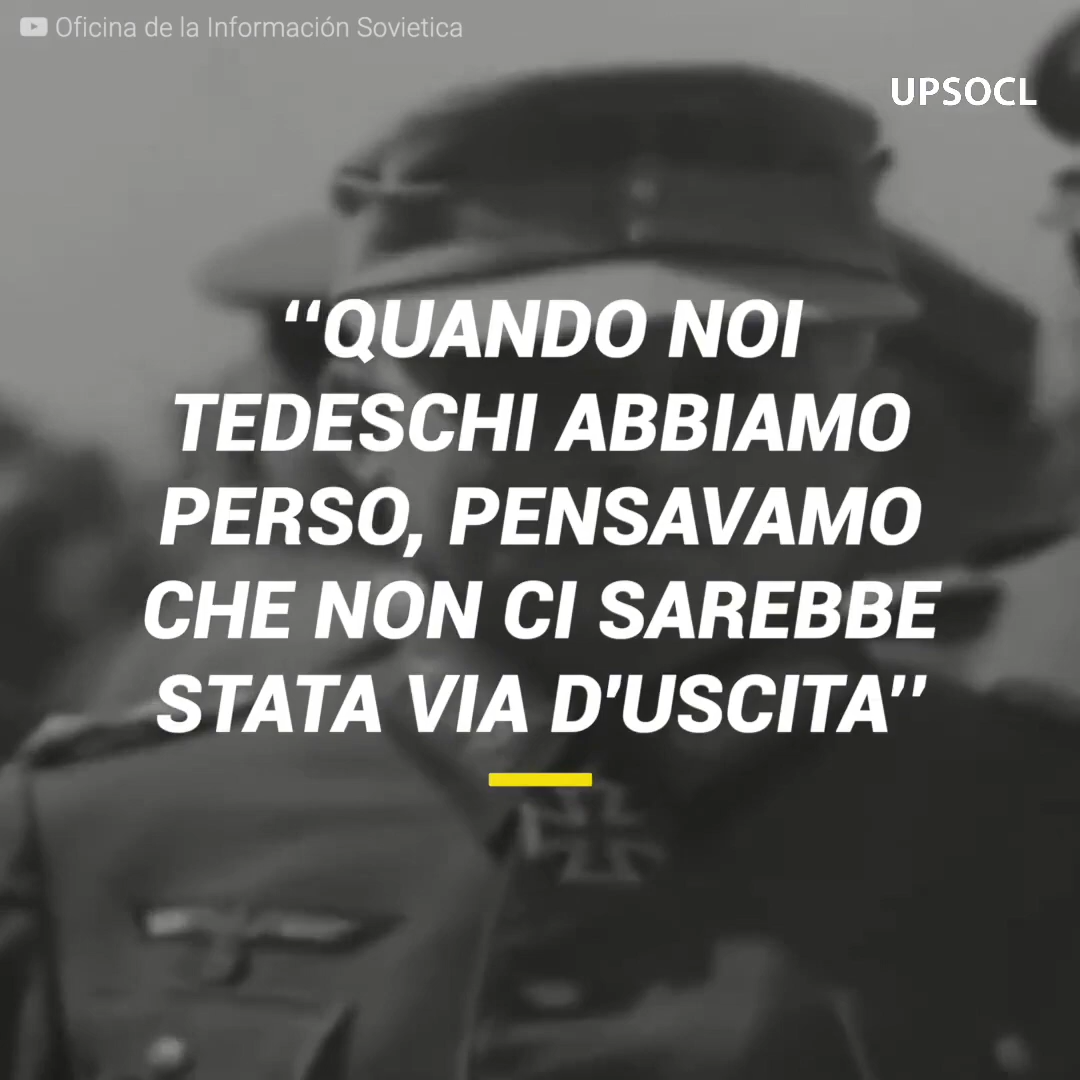 Oficina de la Información Sovietica
UPSOCL
“QUANDO NOI
TEDESCHI ABBIAMO
PERSO, PENSAVAMO
CHE NON CI SAREBBE
STATA VIA D'USCITA”